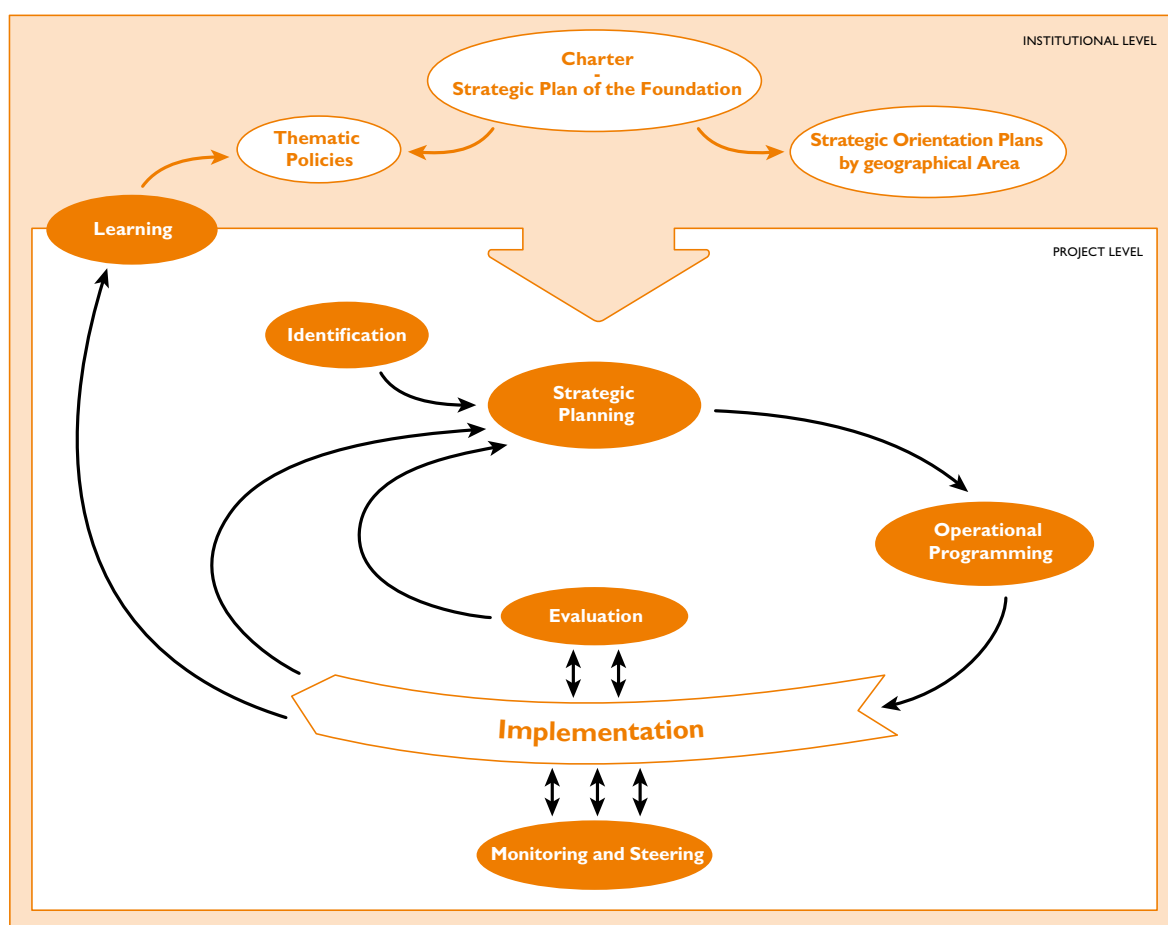 INSTITUTIONAL LEVEL
Charter
-
Strategic Plan of the Foundation
Thematic
Policies
Strategic Orientation Plans
by geographical Area
Learning
PROJECT LEVEL
Identification
Strategic
Planning
Operational
Programming
Evaluation
Implementation
Monitoring and Steering